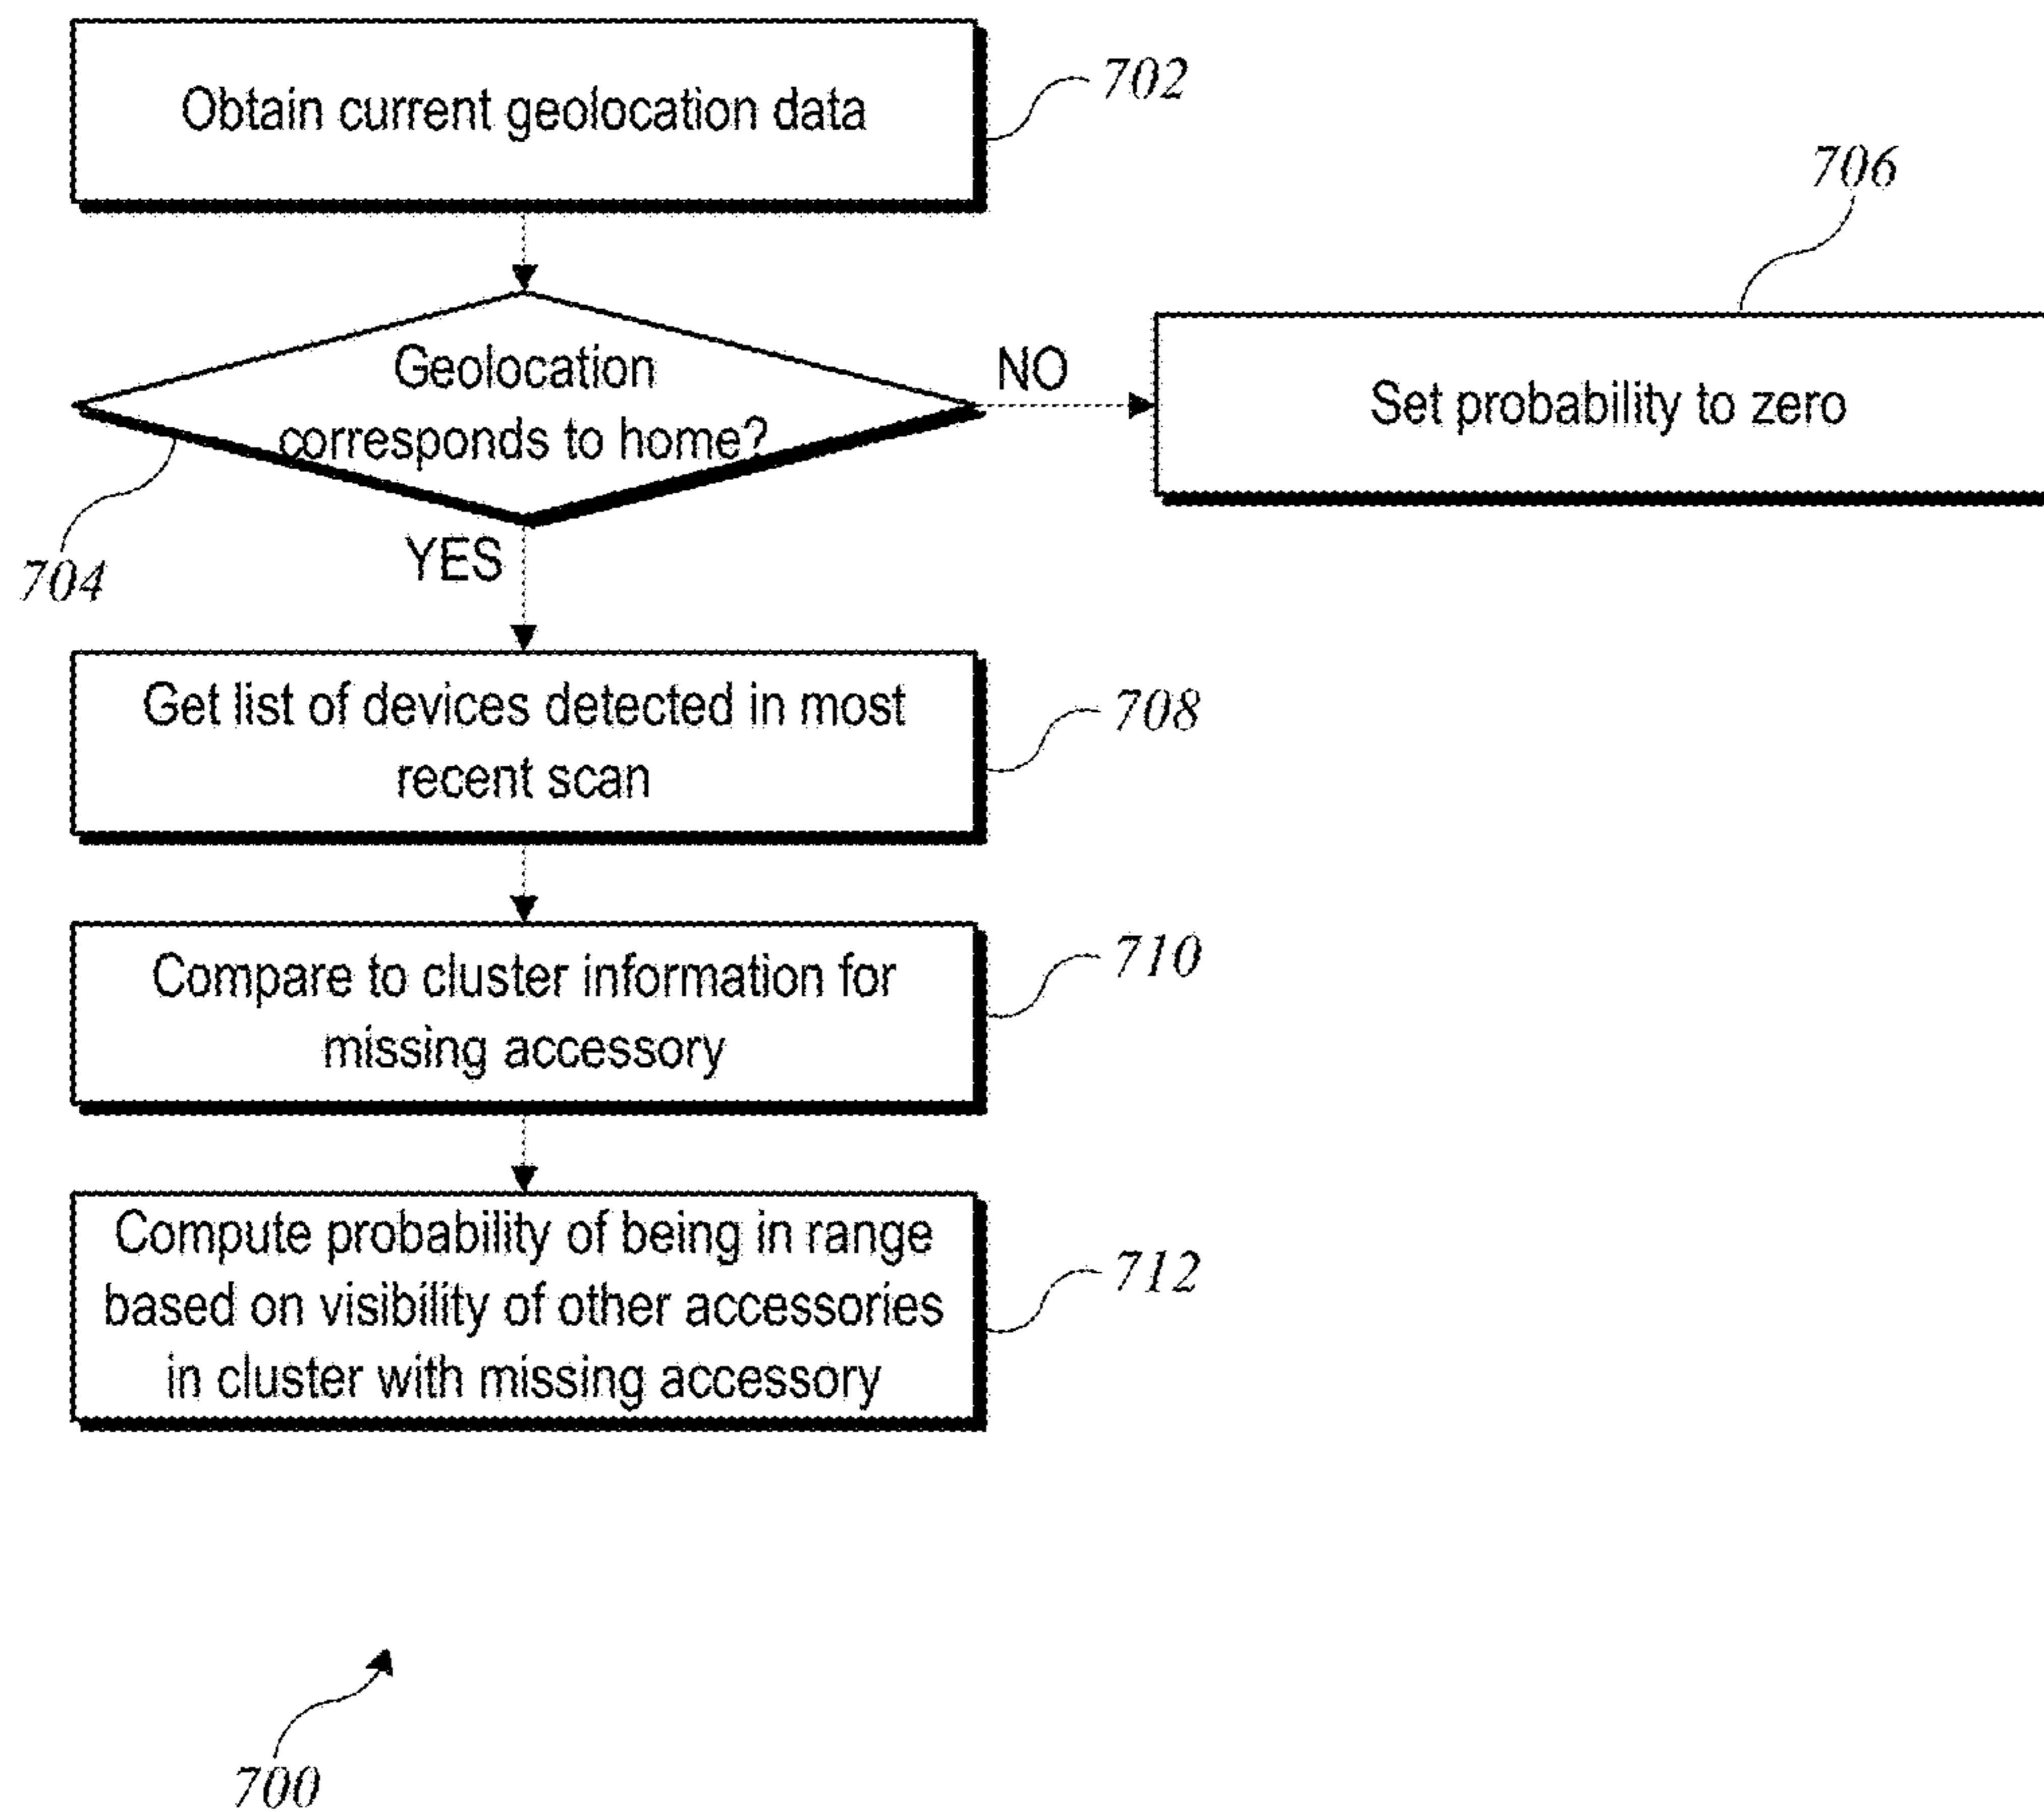 Obtain current geolocation data
702
706
Geolocation
corresponds to home?
NO
Set probability to zero
704
YES
Get list of devices detected in most
recent scan
708
Compare to cluster information for
missing accessory
710
Compute probability of being in range
based on visibility of other accessories
in cluster with missing accessory
712
700